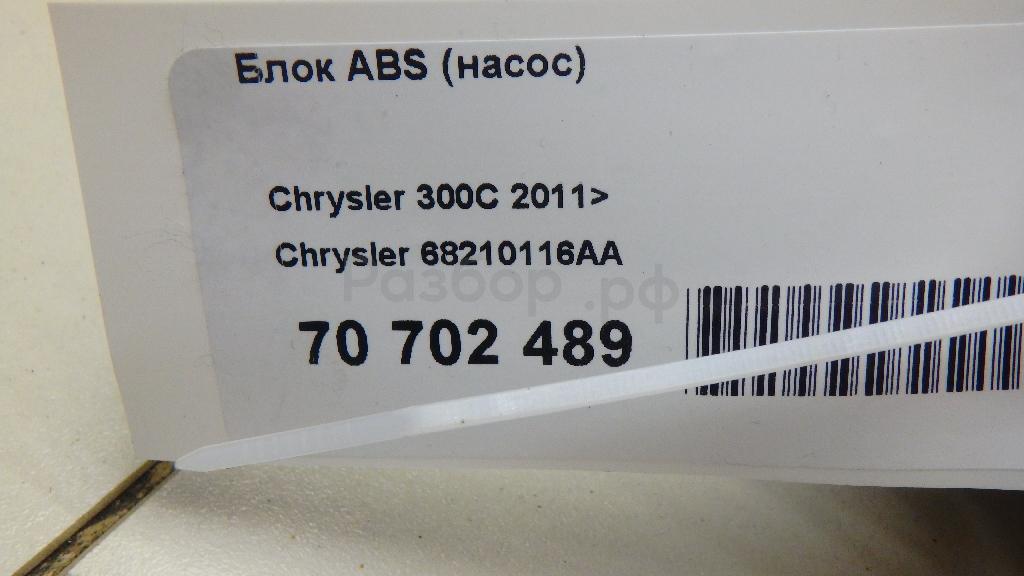 Блок ABS (насос)
Chrysler 300C 2011>
Chrysler 68210116AA
Разбор.рф
70 702 489